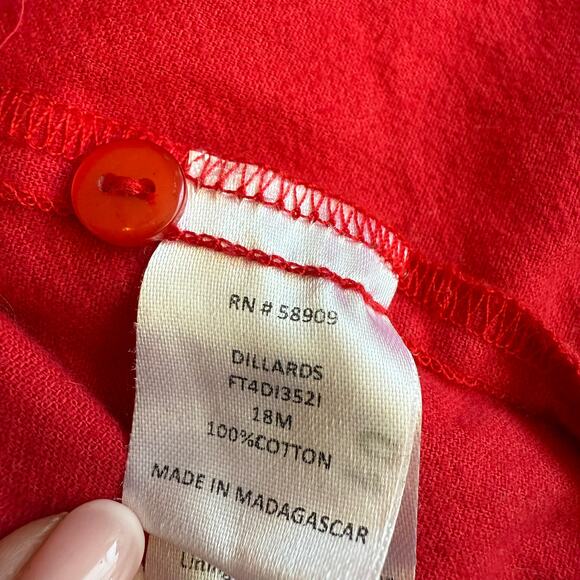 RN # 58909
DILLARDS
FT4DI352I
18M
100%COTTON
MADE IN MADAGASCAR